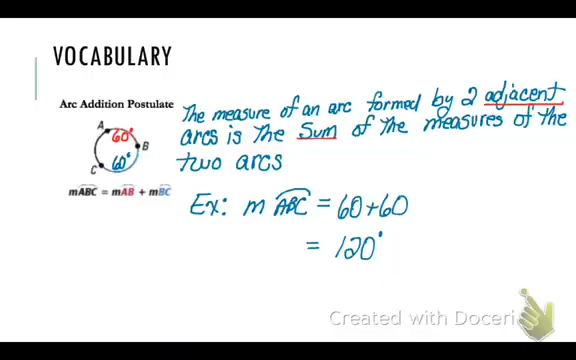 VOCABULARY
Arc Addition Postulate
The measure of an arc formed by 2 adjacent
arcs is the sum of the measures of the
two arcs
A
60°
B
60°
C
mABC = mAB + mBC
Ex: m ABC = 60+60
= 120°
Created with Doceri